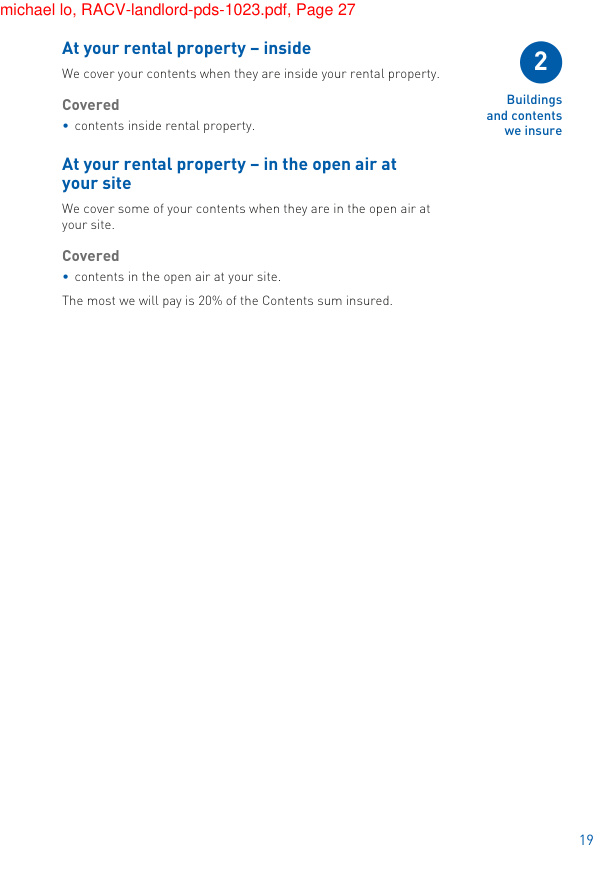 michael lo, RACV-landlord-pds-1023.pdf, Page 27
At your rental property – inside
We cover your contents when they are inside your rental property.
Covered
• contents inside rental property.
At your rental property – in the open air at
your site
We cover some of your contents when they are in the open air at
your site.
Covered
• contents in the open air at your site.
The most we will pay is 20% of the Contents sum insured.
2
Buildings
and contents
we insure
19